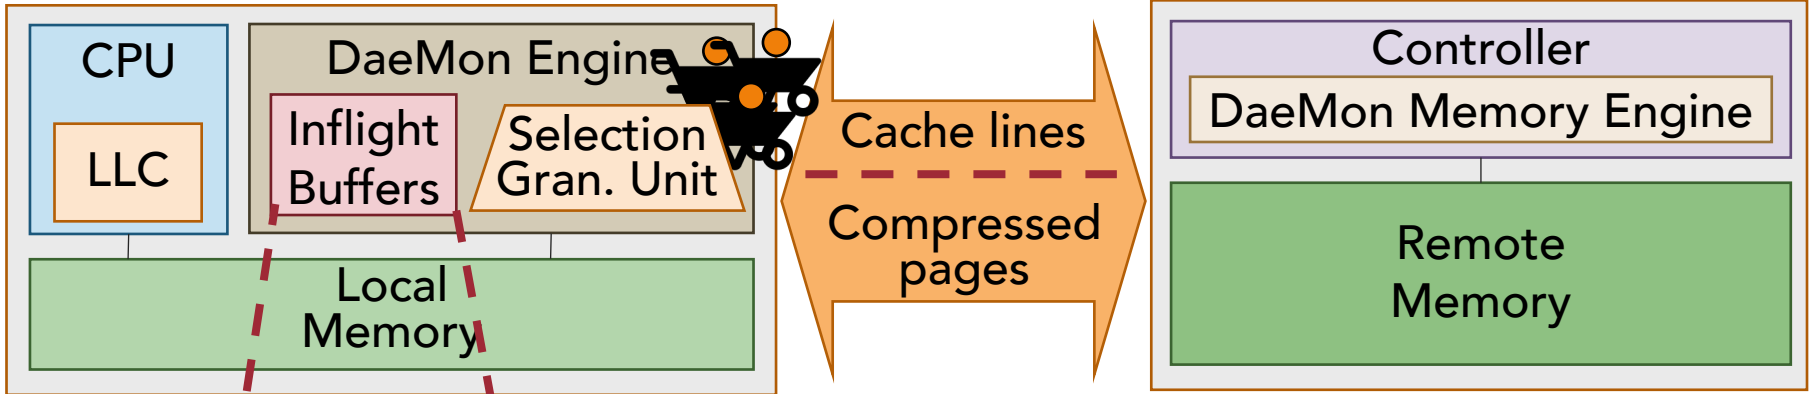 CPU
LLC
DaeMon Engine
Inflight
Buffers
Selection
Gran. Unit
Local
Memory
Cache lines
Compressed
pages
Controller
DaeMon Memory Engine
Remote
Memory